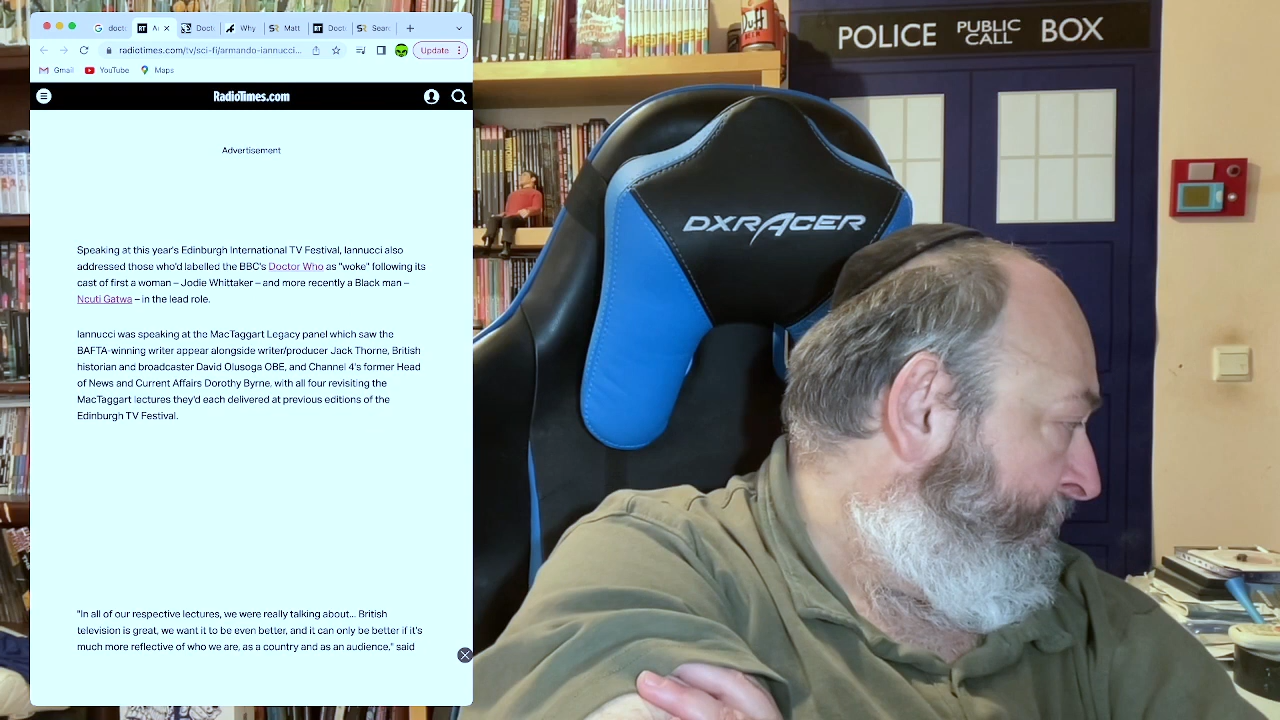 docto
Ar
Docto
Why
Matt
Docto
Searc
radiotimes.com/tv/sci-fi/armando-iannucci...
Update
Gmail
YouTube
Maps
RadioTimes.com
Advertisement
Speaking at this year's Edinburgh International TV Festival, Iannucci also
addressed those who'd labelled the BBC's Doctor Who as "woke" following its
cast of first a woman – Jodie Whittaker – and more recently a Black man –
Ncuti Gatwa – in the lead role.
Iannucci was speaking at the MacTaggart Legacy panel which saw the
BAFTA-winning writer appear alongside writer/producer Jack Thorne, British
historian and broadcaster David Olusoga OBE, and Channel 4's former Head
of News and Current Affairs Dorothy Byrne, with all four revisiting the
MacTaggart lectures they'd each delivered at previous editions of the
Edinburgh TV Festival.
"In all of our respective lectures, we were really talking about... British
television is great, we want it to be even better, and it can only be better if it's
much more reflective of who we are, as a country and as an audience," said
Duff
POLICE PUBLIC CALL BOX
DXRACER